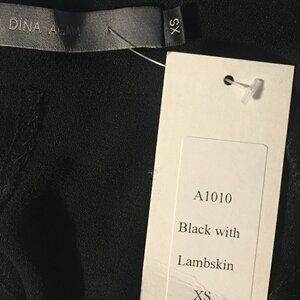 DINA
XS
A1010
Black with
Lambskin
XS